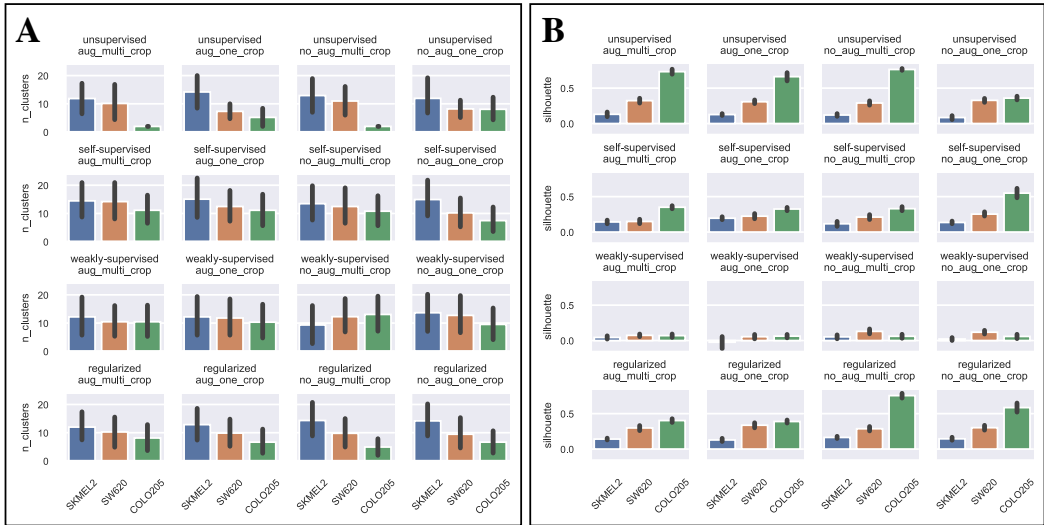 A
unsupervised unsupervised unsupervised unsupervised
aug_multi_crop aug_one_crop no_aug_multi_crop no_aug_one_crop
n_clusters
20
10
0
self-supervised self-supervised self-supervised self-supervised
aug_multi_crop aug_one_crop no_aug_multi_crop no_aug_one_crop
n_clusters
20
10
0
weakly-supervised weakly-supervised weakly-supervised weakly-supervised
aug_multi_crop aug_one_crop no_aug_multi_crop no_aug_one_crop
n_clusters
20
10
0
regularized regularized regularized regularized
aug_multi_crop aug_one_crop no_aug_multi_crop no_aug_one_crop
n_clusters
20
10
0
SKMEL2 SW620 COLO205 SKMEL2 SW620 COLO205 SKMEL2 SW620 COLO205 SKMEL2 SW620 COLO205
B
unsupervised unsupervised unsupervised unsupervised
aug_multi_crop aug_one_crop no_aug_multi_crop no_aug_one_crop
silhouette
0.5
0.0
self-supervised self-supervised self-supervised self-supervised
aug_multi_crop aug_one_crop no_aug_multi_crop no_aug_one_crop
silhouette
0.5
0.0
weakly-supervised weakly-supervised weakly-supervised weakly-supervised
aug_multi_crop aug_one_crop no_aug_multi_crop no_aug_one_crop
silhouette
0.5
0.0
regularized regularized regularized regularized
aug_multi_crop aug_one_crop no_aug_multi_crop no_aug_one_crop
silhouette
0.5
0.0
SKMEL2 SW620 COLO205 SKMEL2 SW620 COLO205 SKMEL2 SW620 COLO205 SKMEL2 SW620 COLO205